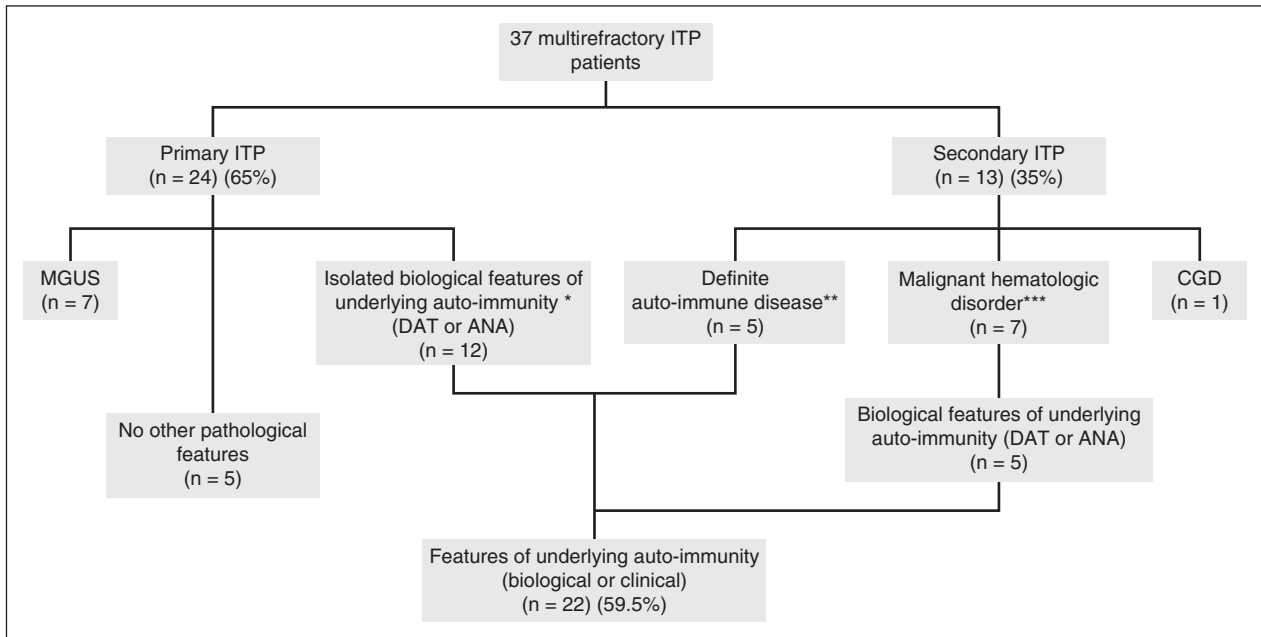 37 multirefractory ITP
patients
Primary ITP
(n = 24) (65%)
Secondary ITP
(n = 13) (35%)
MGUS
(n = 7)
Isolated biological features of
underlying auto-immunity *
(DAT or ANA)
(n = 12)
Definite
auto-immune disease**
(n = 5)
Malignant hematologic
disorder***
(n = 7)
CGD
(n = 1)
No other pathological
features
(n = 5)
Biological features of underlying
auto-immunity (DAT or ANA)
(n = 5)
Features of underlying auto-immunity
(biological or clinical)
(n = 22) (59.5%)